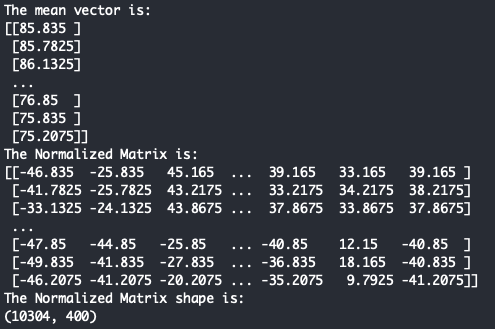 The mean vector is:
[[85.835 ]
 [85.7825]
 [86.1325]
 ...
 [76.85  ]
 [75.835 ]
 [75.2075]]
The Normalized Matrix is:
[[-46.835  -25.835   45.165  ...  39.165   33.165   39.165 ]
 [-41.7825 -25.7825  43.2175 ...  33.2175  34.2175  38.2175]
 [-33.1325 -24.1325  43.8675 ...  37.8675  33.8675  37.8675]
 ...
 [-47.85   -44.85   -25.85   ... -40.85    12.15   -40.85  ]
 [-49.835  -41.835  -27.835  ... -36.835   18.165  -40.835 ]
 [-46.2075 -41.2075 -20.2075 ... -35.2075   9.7925 -41.2075]]
The Normalized Matrix shape is:
(10304, 400)